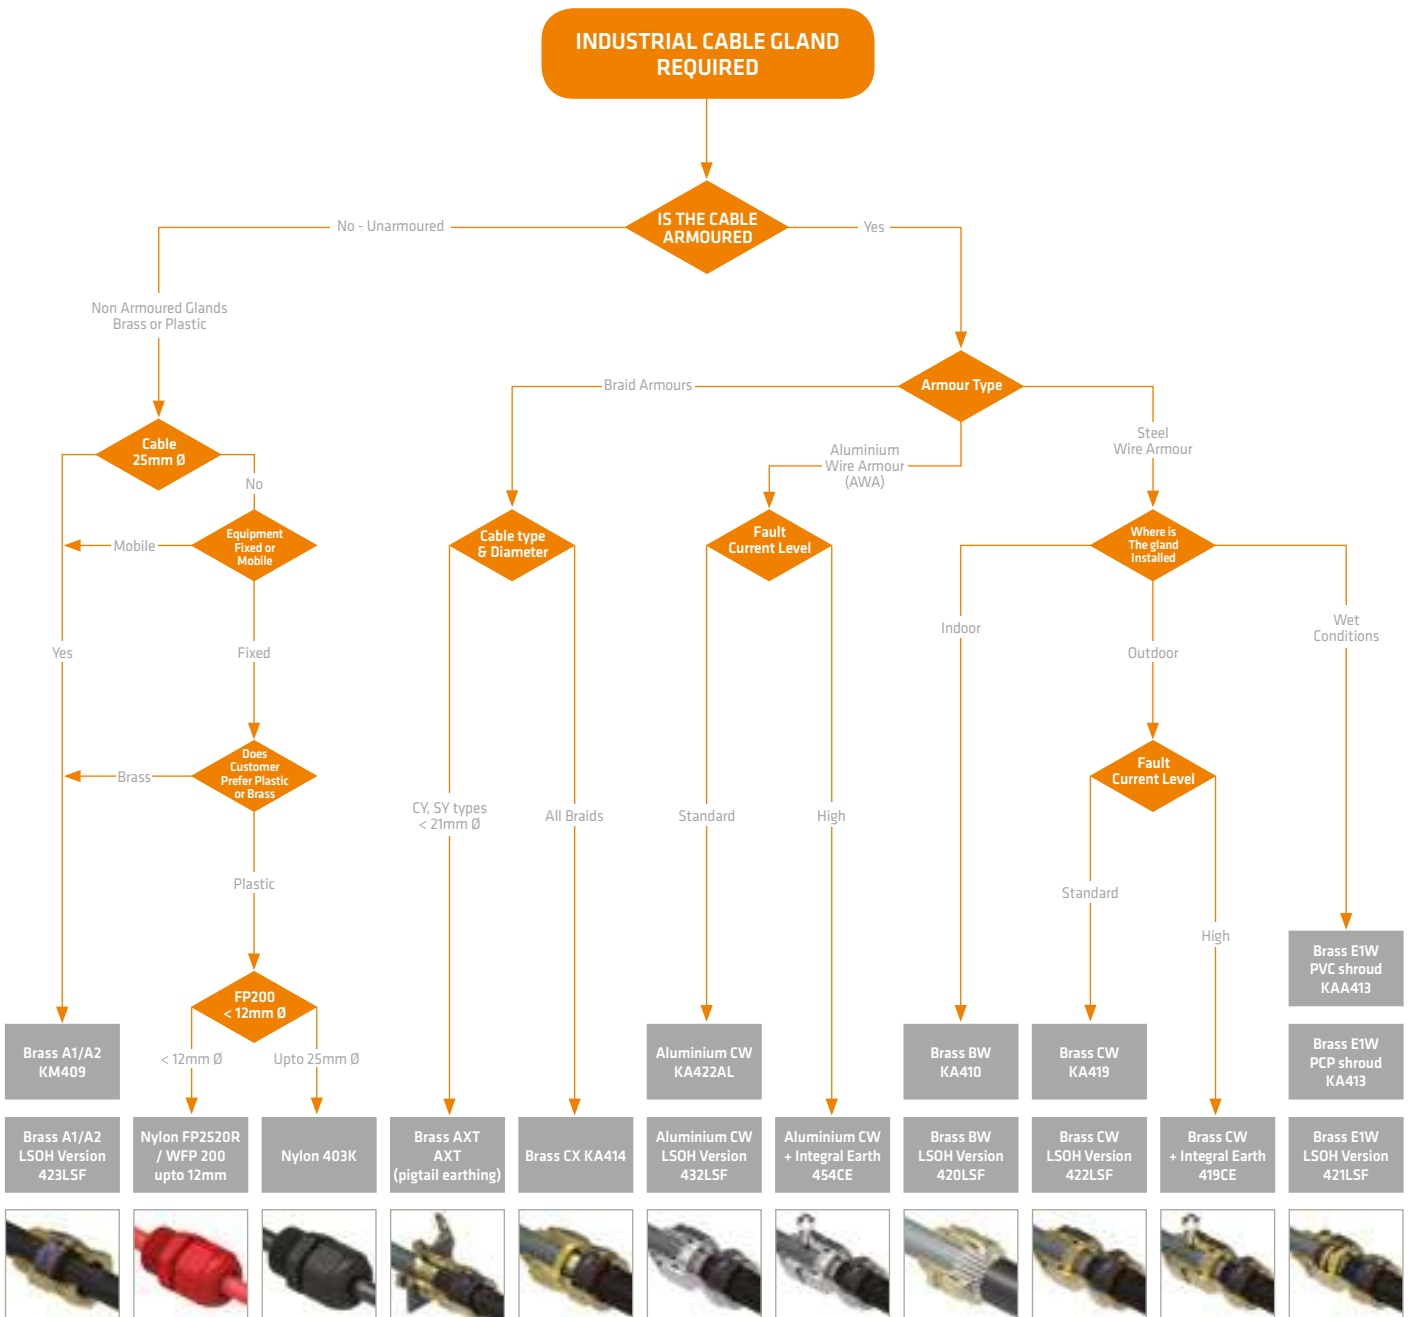 INDUSTRIAL CABLE GLAND
REQUIRED
IS THE CABLE
ARMOURED
No - Unarmoured
Yes
Non Armoured Glands
Brass or Plastic
Armour Type
Braid Armours
Aluminium
Wire Armour
(AWA)
Steel
Wire Armour
Cable
25mm Ø
No
Equipment
Fixed or
Mobile
Mobile
Cable type
& Diameter
Fault
Current Level
Where is
The gland
Installed
Yes
Fixed
Indoor
Outdoor
Wet
Conditions
Does
Customer
Prefer Plastic
or Brass
Brass
Fault
Current Level
CY, SY types
< 21mm Ø
All Braids
Standard
High
Plastic
Standard
High
FP200
< 12mm Ø
< 12mm Ø
Upto 25mm Ø
Brass E1W
PVC shroud
KAA413
Brass A1/A2
KM409
Aluminium CW
KA422AL
Brass BW
KA410
Brass CW
KA419
Brass E1W
PCP shroud
KA413
Brass A1/A2
LSOH Version
423LSF
Nylon FP2520R
/ WFP 200
upto 12mm
Nylon 403K
Brass AXT
AXT
(pigtail earthing)
Brass CX KA414
Aluminium CW
LSOH Version
432LSF
Aluminium CW
+ Integral Earth
454CE
Brass BW
LSOH Version
420LSF
Brass CW
LSOH Version
422LSF
Brass CW
+ Integral Earth
419CE
Brass E1W
LSOH Version
421LSF